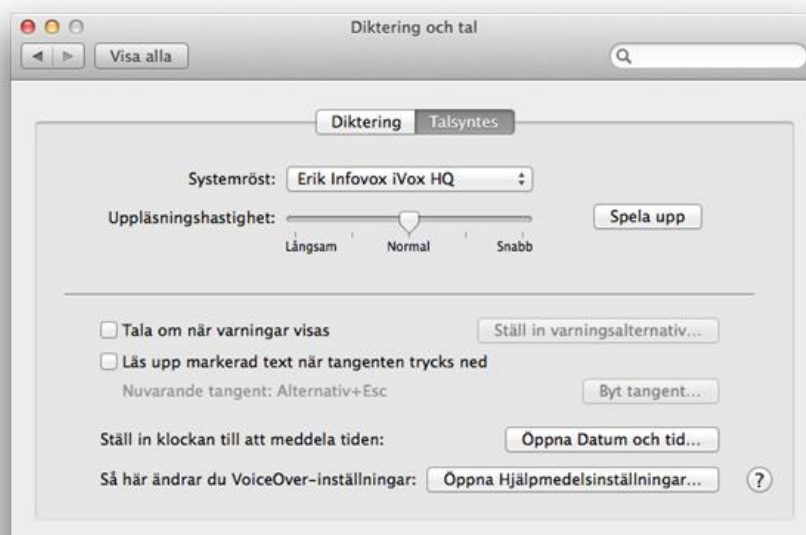 Diktering och tal
Visa alla
Diktering Talsyntes
Systemröst: Erik Infovox iVox HQ
Uppläsningshastighet: Spela upp
Långsam Normal Snabb
Tala om när varningar visas Ställ in varningsalternativ...
Läs upp markerad text när tangenten trycks ned
Nuvarande tangent: Alternativ+Esc Byt tangent...
Ställ in klockan till att meddela tiden: Öppna Datum och tid...
Så här ändrar du VoiceOver-inställningar: Öppna Hjälpmedelsinställningar... ?